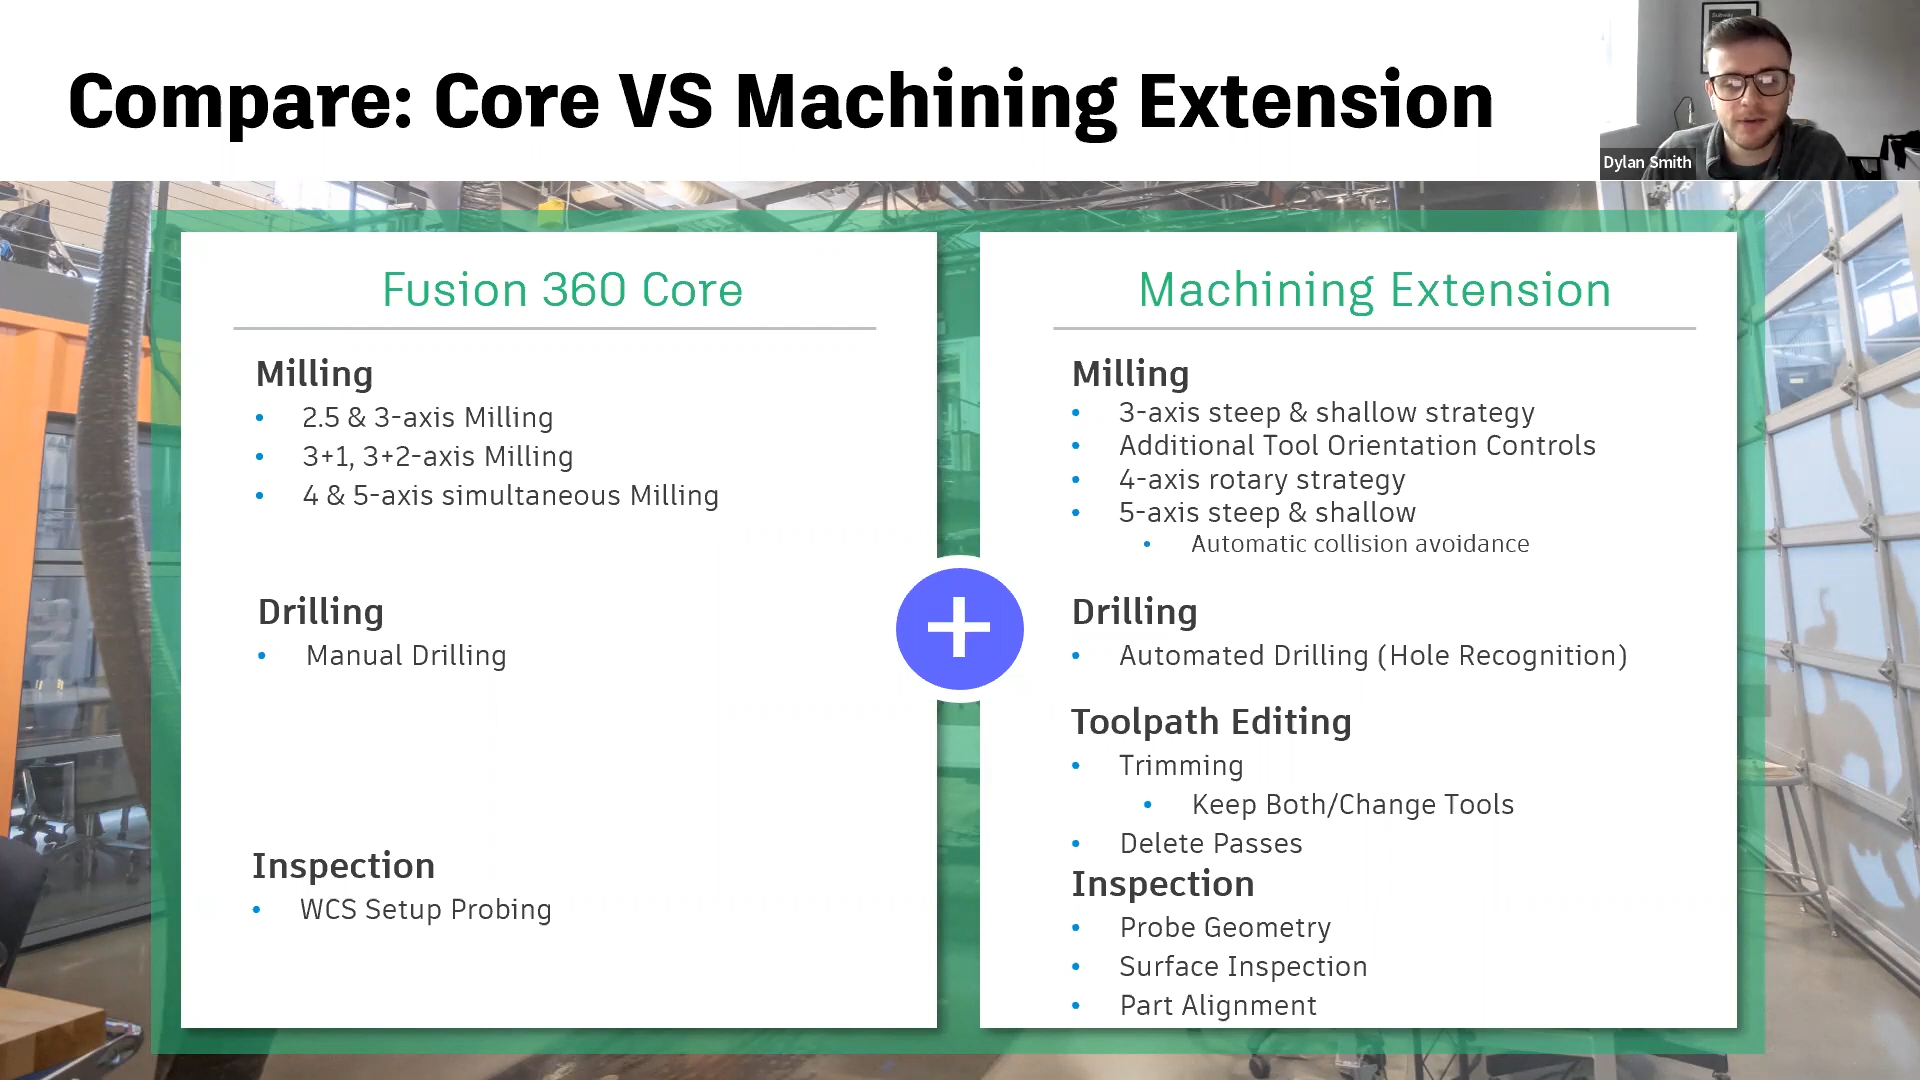 Compare: Core VS Machining Extension
Dylan Smith
Fusion 360 Core
Milling
• 2.5 & 3-axis Milling
• 3+1, 3+2-axis Milling
• 4 & 5-axis simultaneous Milling
Drilling
• Manual Drilling
Inspection
• WCS Setup Probing
+
Machining Extension
Milling
• 3-axis steep & shallow strategy
• Additional Tool Orientation Controls
• 4-axis rotary strategy
• 5-axis steep & shallow
• Automatic collision avoidance
Drilling
• Automated Drilling (Hole Recognition)
Toolpath Editing
• Trimming
• Keep Both/Change Tools
• Delete Passes
Inspection
• Probe Geometry
• Surface Inspection
• Part Alignment